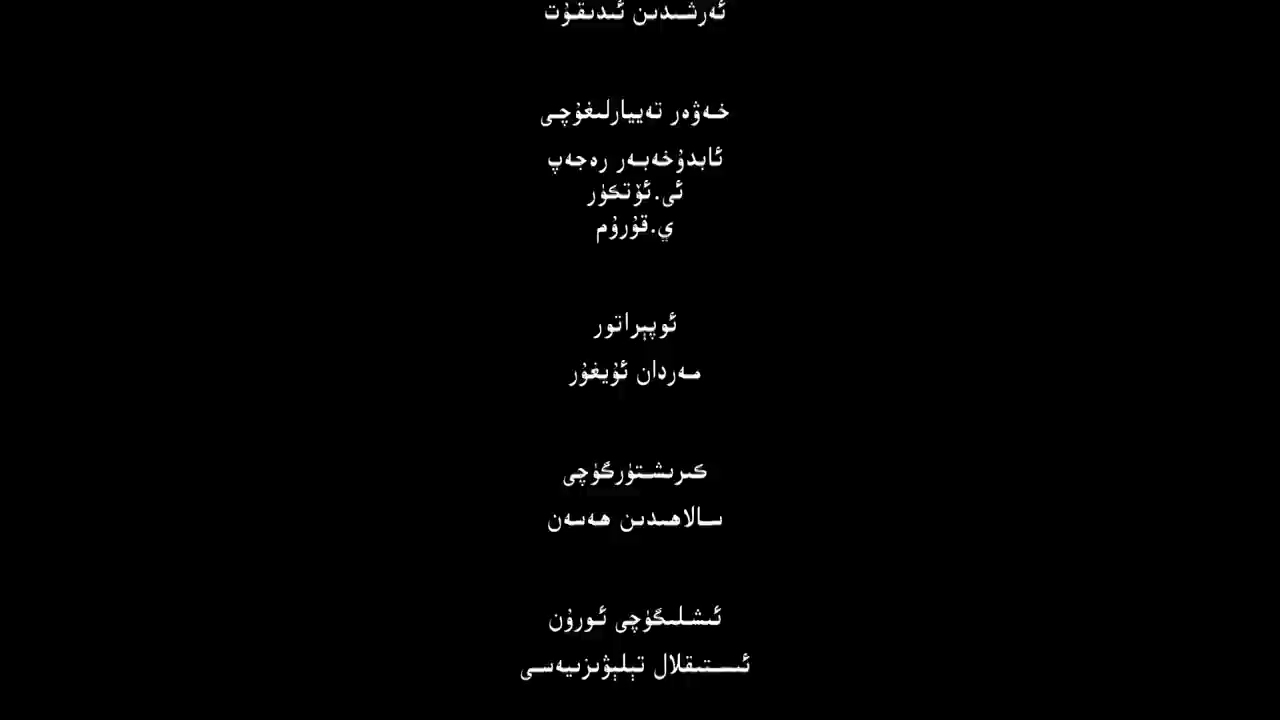 ئەرشىدىن ئىدىقۇت
خەۋەر تەييارلىغۇچى
ئابدۇخەبەر رەجەپ
ئى.ئۆتكۈر
ي.قۇرۇم
ئوپېراتور
مەردان ئۇيغۇر
كىرىشتۈرگۈچى
سالاھىدىن ھەسەن
ئىشلىگۈچى ئورۇن
ئىستىقلال تېلېۋىزىيەسى